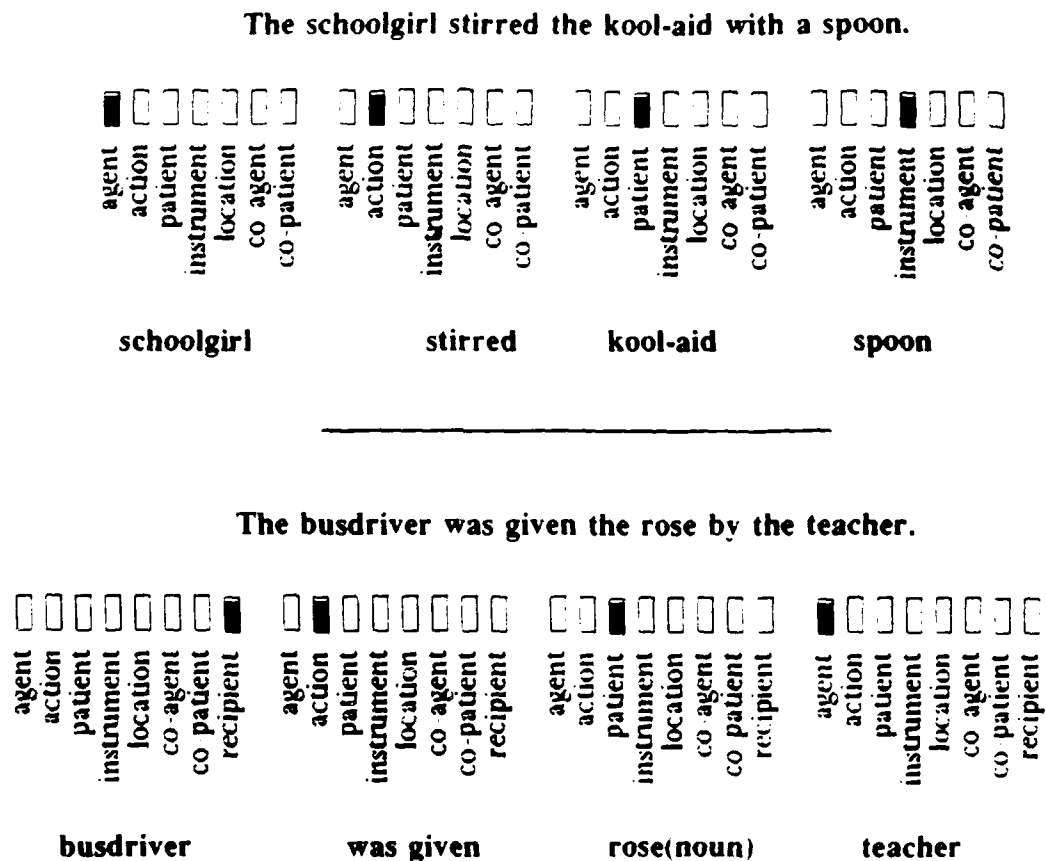 The schoolgirl stirred the kool-aid with a spoon.
agent action patient instrument location co agent co-patient
agent action patient instrument location co agent co-patient
agent action patient instrument location co agent co-patient
agent action patient instrument location co-agent co-patient
schoolgirl stirred kool-aid spoon
The busdriver was given the rose by the teacher.
agent action patient instrument location co-agent co patient recipient
agent action patient instrument location co agent co-patient recipient
agent action patient instrument location co-agent co patient recipient
agent action patient instrument location co agent co-patient recipient
busdriver was given rose(noun) teacher